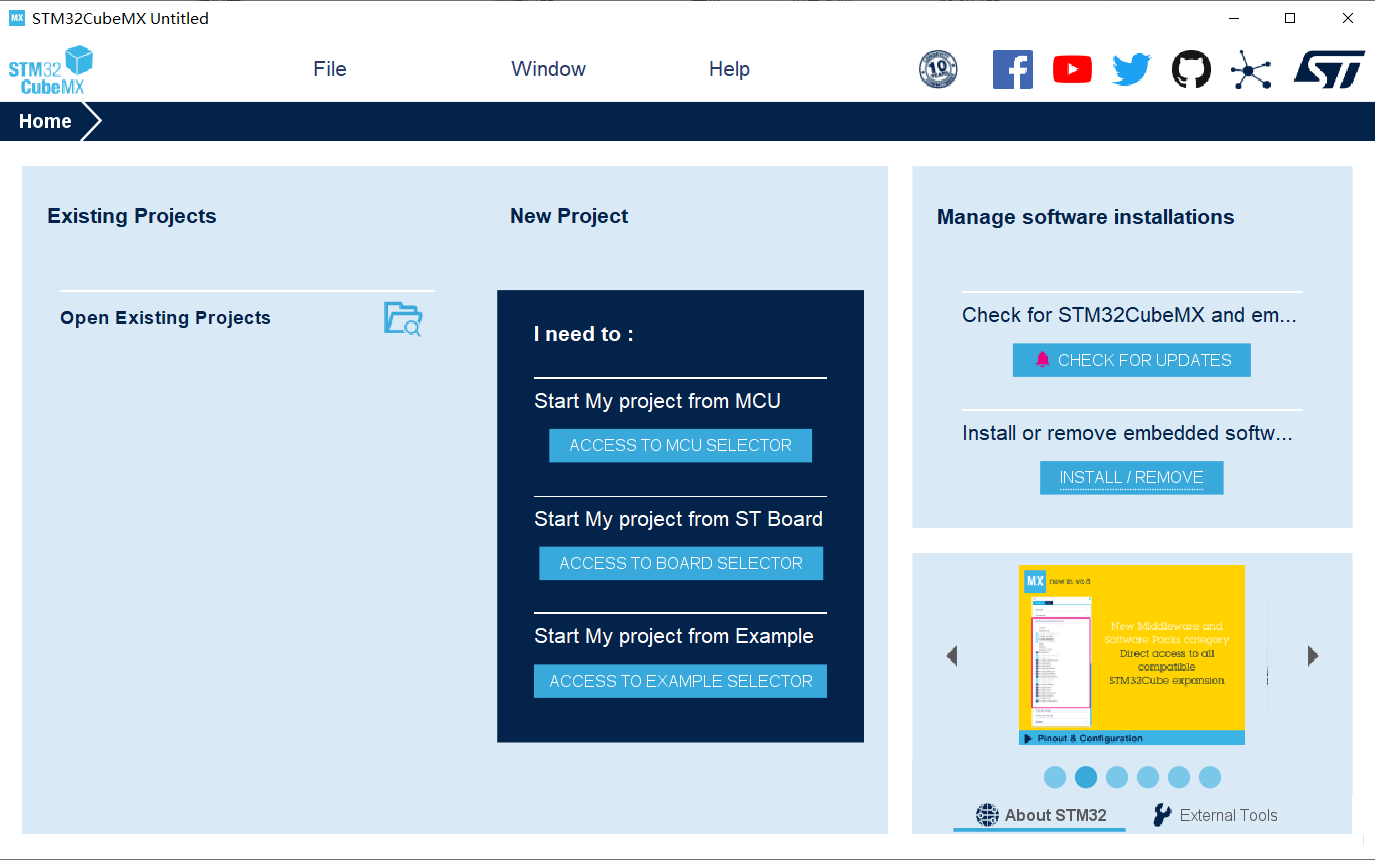 MX STM32CubeMX Untitled
STM32
CubeMX
File
Window
Help
10
YEARS
ST
Home
Existing Projects
Open Existing Projects
New Project
I need to :
Start My project from MCU
ACCESS TO MCU SELECTOR
Start My project from ST Board
ACCESS TO BOARD SELECTOR
Start My project from Example
ACCESS TO EXAMPLE SELECTOR
Manage software installations
Check for STM32CubeMX and em...
CHECK FOR UPDATES
Install or remove embedded softw...
INSTALL / REMOVE
MX new in v6.5
New Middleware and
Software Packs category
Direct access to all
compatible
STM32Cube expansion
Pinout & Configuration
About STM32
External Tools